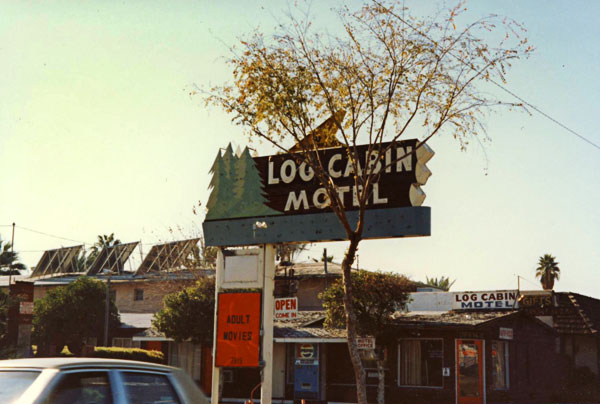 LOG CABIN
MOTEL
ADULT
MOVIES
OPEN
COME IN
LOG CABIN
MOTEL